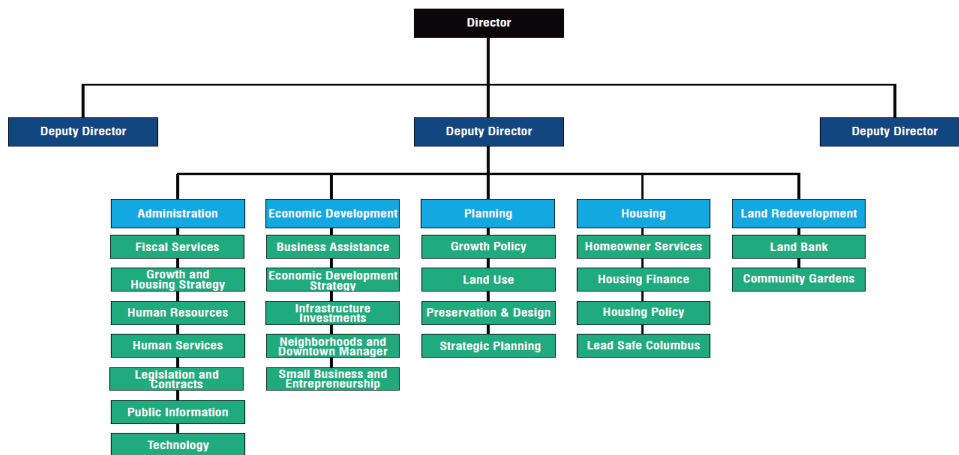 Director
Deputy Director
Deputy Director
Deputy Director
Administration
Economic Development
Planning
Housing
Land Redevelopment
Fiscal Services
Business Assistance
Growth Policy
Homeowner Services
Land Bank
Growth and
Housing Strategy
Economic Development
Strategy
Land Use
Housing Finance
Community Gardens
Human Resources
Infrastructure
Investments
Preservation & Design
Housing Policy
Human Services
Neighborhoods and
Downtown Manager
Strategic Planning
Lead Safe Columbus
Legislation and
Contracts
Small Business and
Entrepreneurship
Public Information
Technology